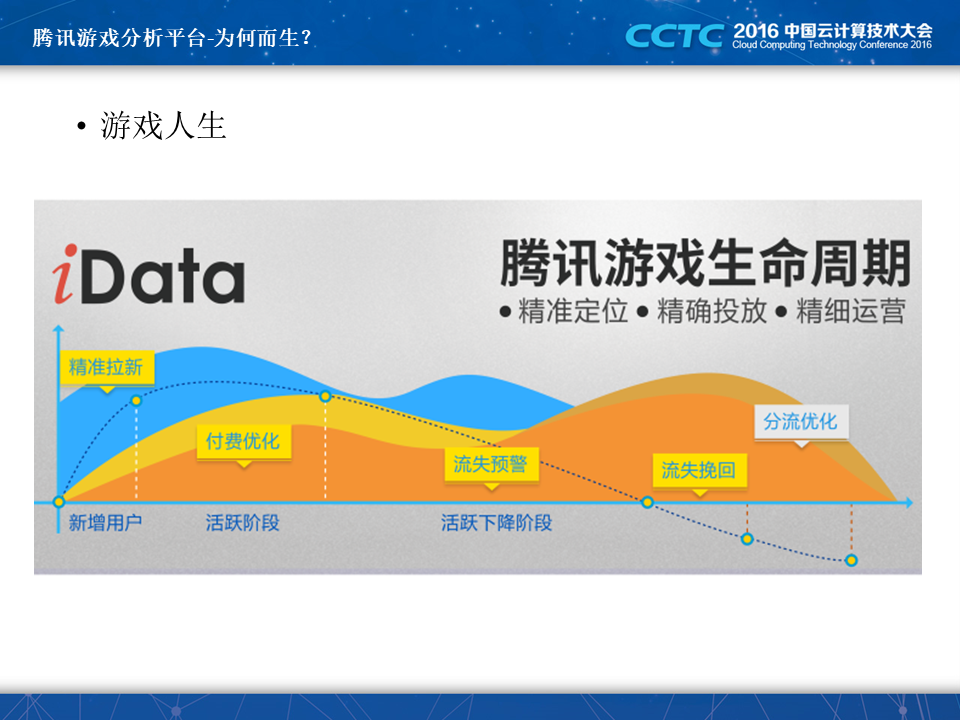 腾讯游戏分析平台-为何而生？
CCTC 2016 中国云计算技术大会
Cloud Computing Technology Conference 2016
• 游戏人生
iData
腾讯游戏生命周期
●精准定位 ●精确投放 ●精细运营
精准拉新
付费优化
流失预警
流失挽回
分流优化
新增用户
活跃阶段
活跃下降阶段